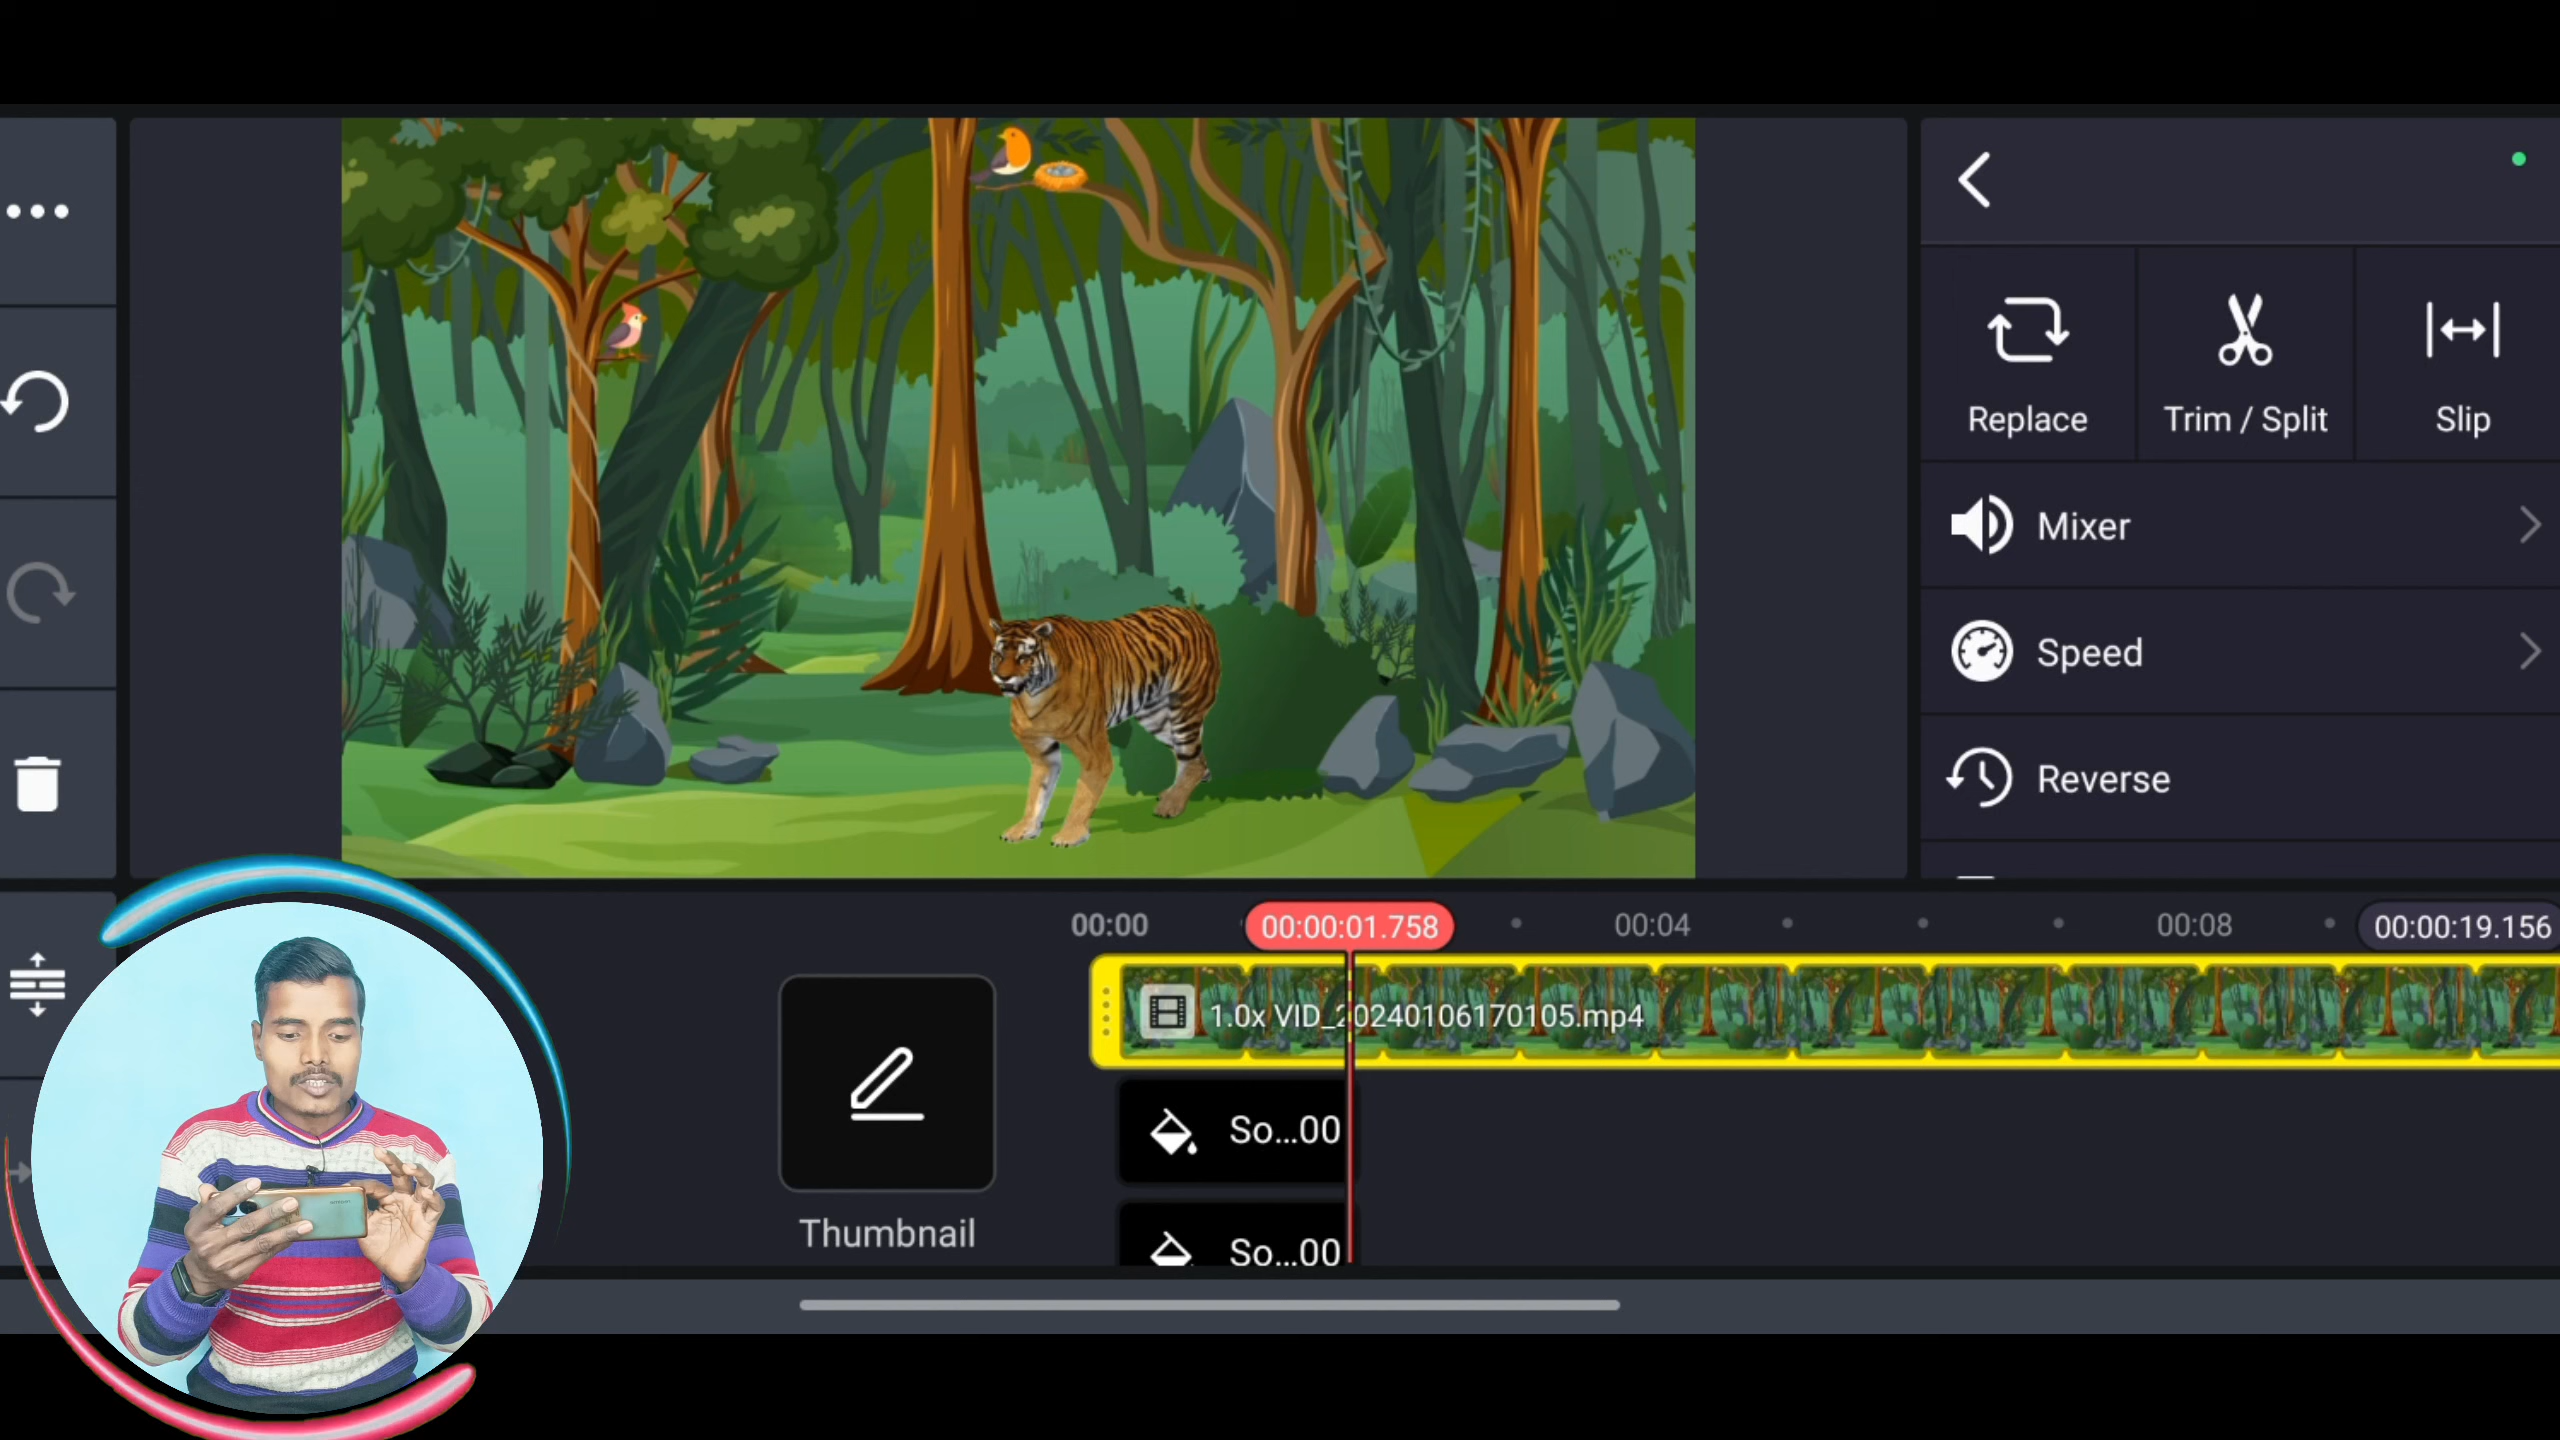 Replace
Trim / Split
Slip
Mixer
Speed
Reverse
00:00
00:00:01.758
00:04
00:08
00:00:19.156
1.0x VID_20240106170105.mp4
So...00
So...00
Thumbnail